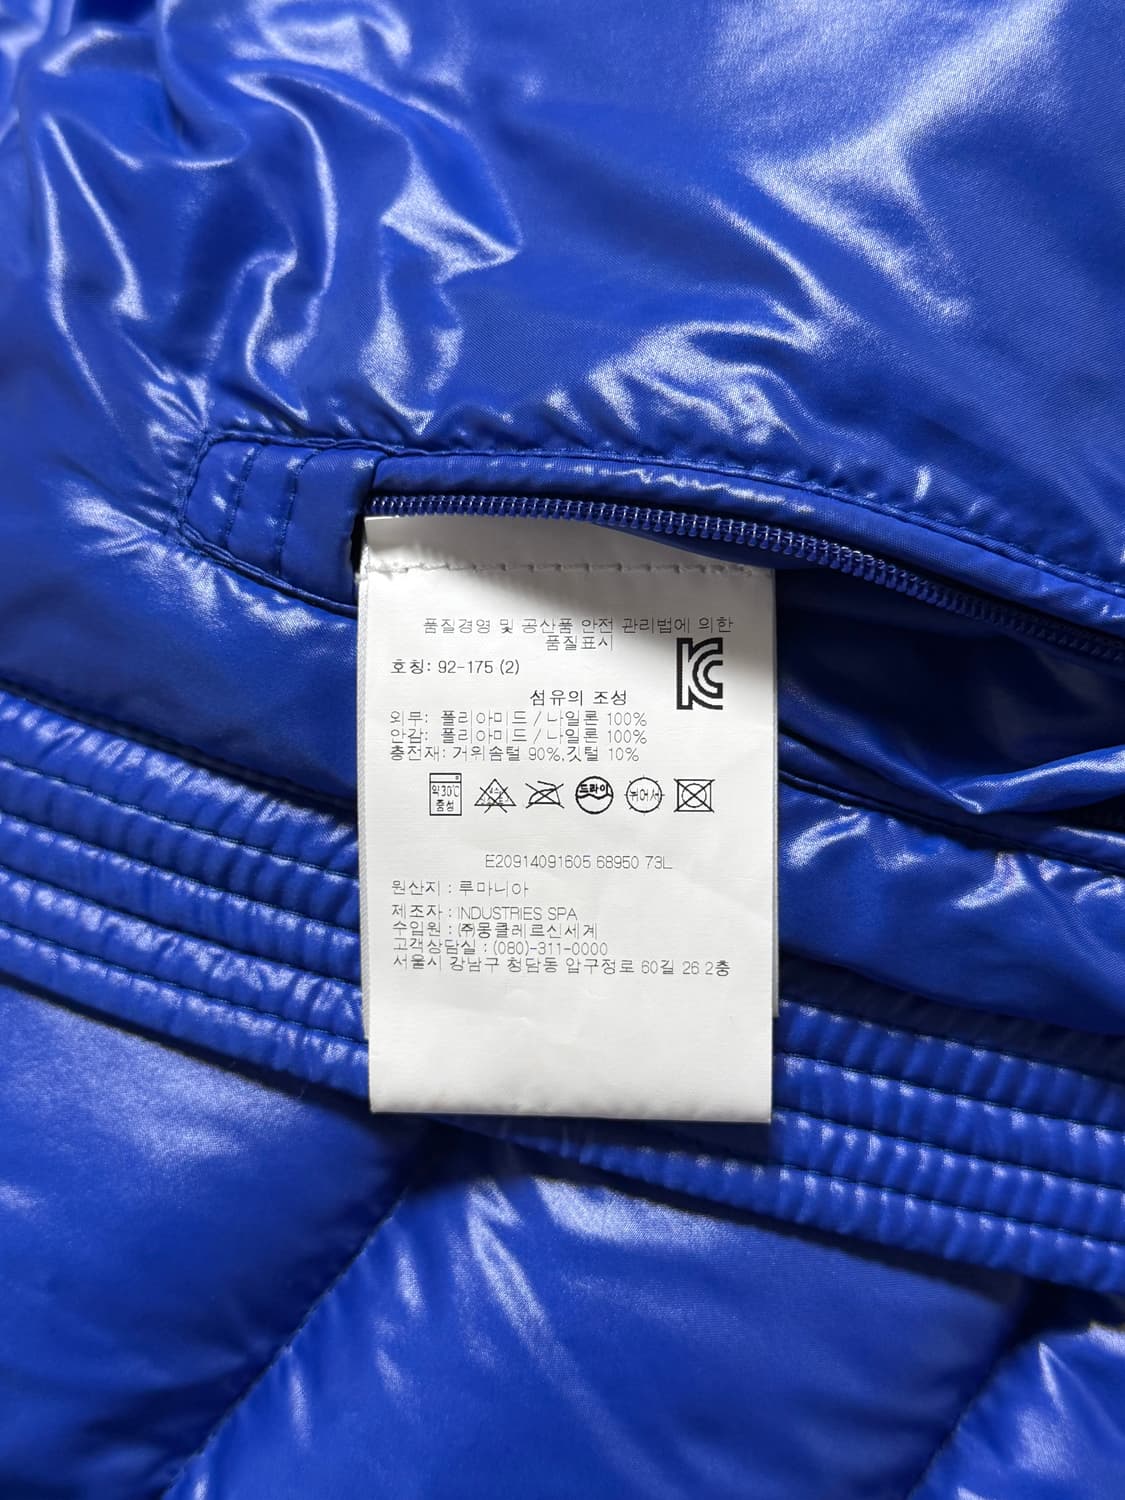 품질경영 및 공산품 안전 관리법에 의한
품질표시
호칭: 92-175 (2)
섬유의 조성
외부: 폴리아미드 / 나일론 100%
안감: 폴리아미드 / 나일론 100%
충전재: 거위솜털 90%,깃털 10%
약30℃
중성
드라이
뉘어서
E20914091605 68950 73L
원산지 : 루마니아
제조자 : INDUSTRIES SPA
수입원 : (주)몽클레르신세계
고객상담실 : (080)-311-0000
서울시 강남구 청담동 압구정로 60길 26 2층